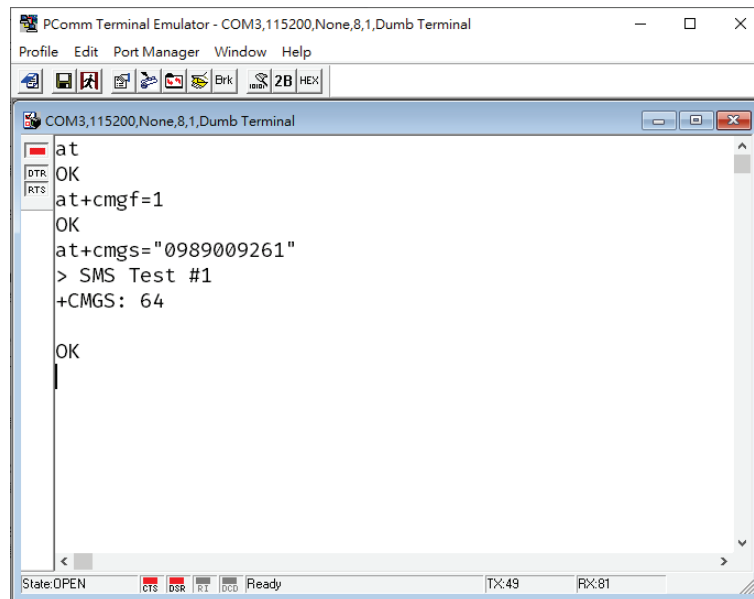 PComm Terminal Emulator - COM3,115200,None,8,1,Dumb Terminal
Profile Edit Port Manager Window Help
Brk 1010 2B HEX
COM3,115200,None,8,1,Dumb Terminal
at
DTR
OK
RTS
at+cmgf=1
OK
at+cmgs="0989009261"
> SMS Test #1
+CMGS: 64
OK
State:OPEN CTS DSR RI DCD Ready TX:49 RX:81